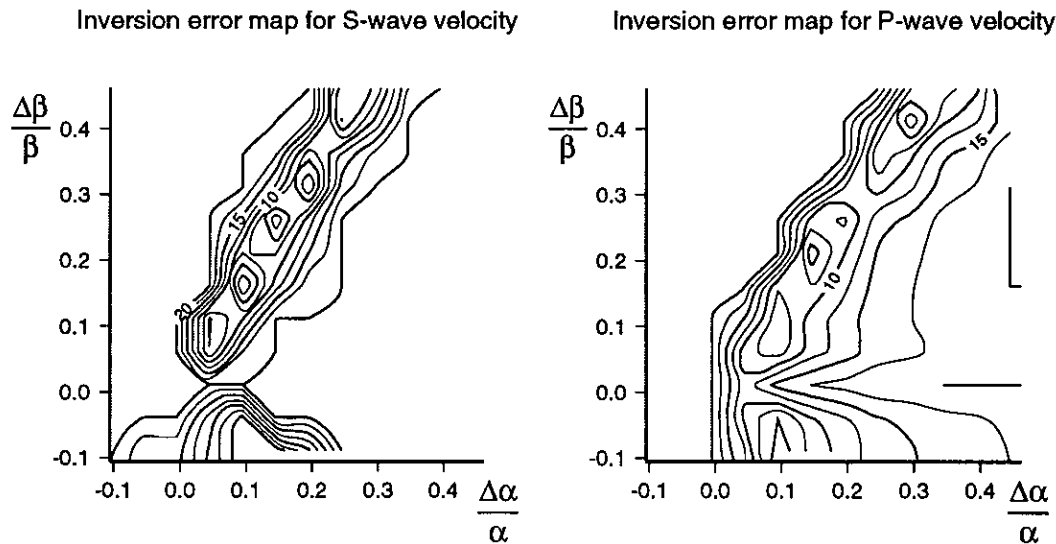 Inversion error map for S-wave velocity
Δβ
β
0.4
0.3
0.2
0.1
0.0
-0.1
-0.1 0.0 0.1 0.2 0.3 0.4
Δα
α
20
15
10
Inversion error map for P-wave velocity
Δβ
β
0.4
0.3
0.2
0.1
0.0
-0.1
-0.1 0.0 0.1 0.2 0.3 0.4
Δα
α
15
10